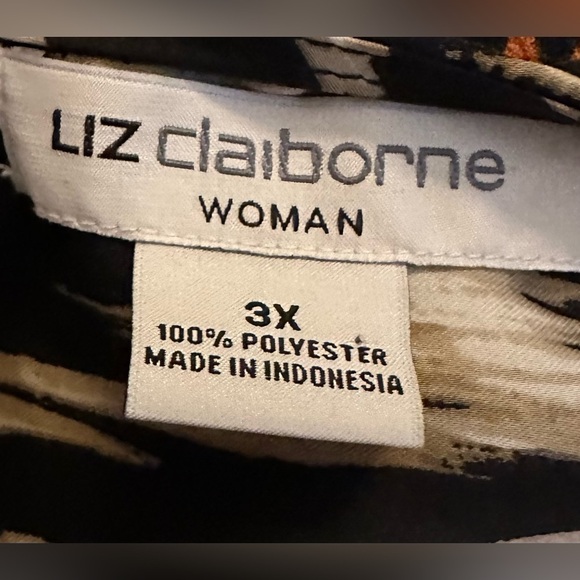 LIZ claiborne
WOMAN
3X
100% POLYESTER
MADE IN INDONESIA